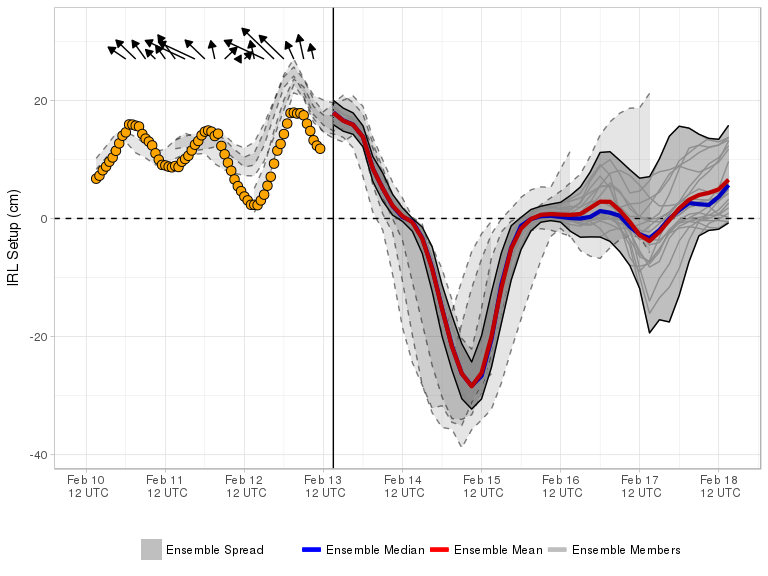 IRL Setup (cm)
20
0
-20
-40
Feb 10 Feb 11 Feb 12 Feb 13 Feb 14 Feb 15 Feb 16 Feb 17 Feb 18
12 UTC 12 UTC 12 UTC 12 UTC 12 UTC 12 UTC 12 UTC 12 UTC 12 UTC
Ensemble Spread Ensemble Median Ensemble Mean Ensemble Members